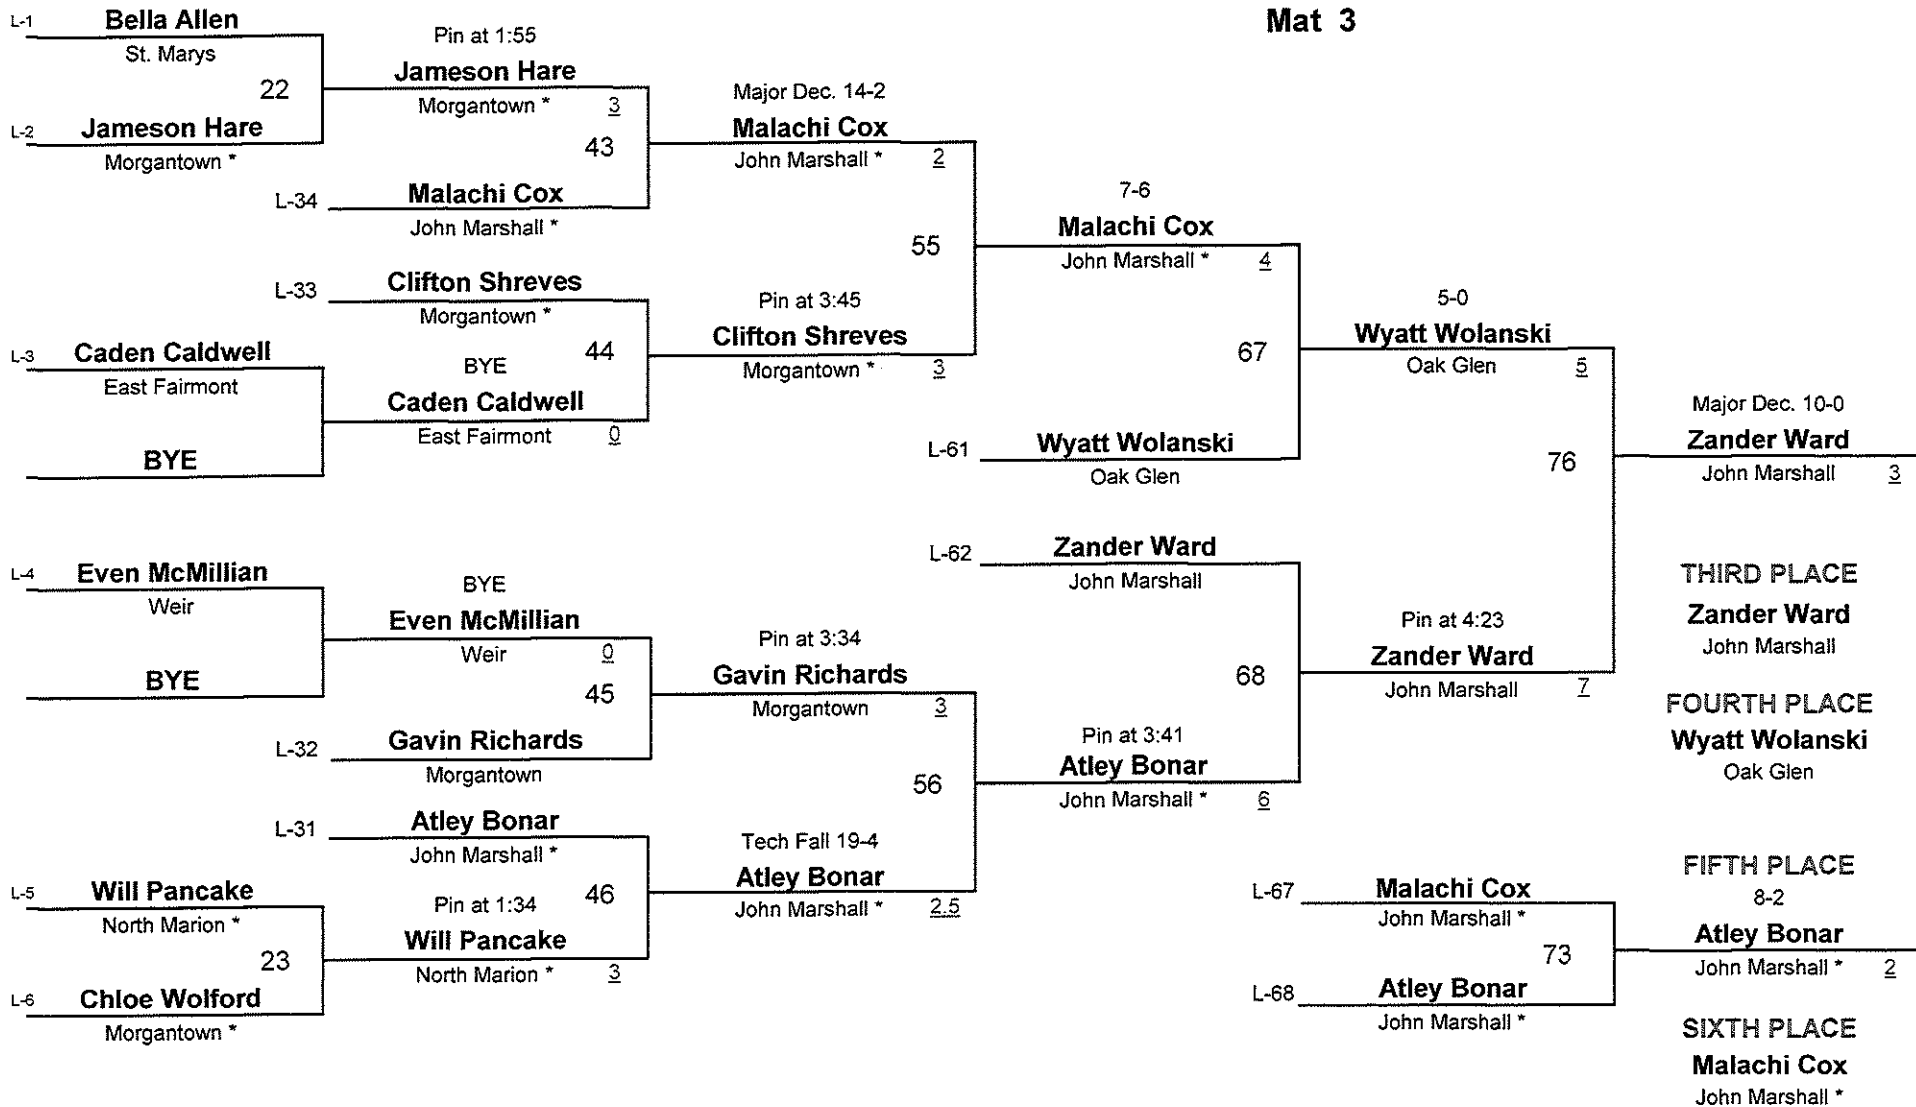 Mat 3
L-1 Bella Allen
St. Marys
22
L-2 Jameson Hare
Morgantown *
Pin at 1:55
Jameson Hare
Morgantown * 3
43
L-34 Malachi Cox
John Marshall *
Major Dec. 14-2
Malachi Cox
John Marshall * 2
55
L-33 Clifton Shreves
Morgantown *
44
L-3 Caden Caldwell
East Fairmont
BYE
BYE
Caden Caldwell
East Fairmont 0
Pin at 3:45
Clifton Shreves
Morgantown * 3
7-6
Malachi Cox
John Marshall * 4
67
L-61 Wyatt Wolanski
Oak Glen
5-0
Wyatt Wolanski
Oak Glen 5
76
Major Dec. 10-0
Zander Ward
John Marshall 3
L-4 Even McMillian
Weir
BYE
BYE
Even McMillian
Weir 0
45
L-32 Gavin Richards
Morgantown
Pin at 3:34
Gavin Richards
Morgantown 3
56
L-31 Atley Bonar
John Marshall *
46
L-5 Will Pancake
North Marion *
23
L-6 Chloe Wolford
Morgantown *
Pin at 1:34
Will Pancake
North Marion * 3
Tech Fall 19-4
Atley Bonar
John Marshall * 2.5
L-62 Zander Ward
John Marshall
68
Pin at 3:41
Atley Bonar
John Marshall * 6
Pin at 4:23
Zander Ward
John Marshall 7
THIRD PLACE
Zander Ward
John Marshall
FOURTH PLACE
Wyatt Wolanski
Oak Glen
L-67 Malachi Cox
John Marshall *
73
L-68 Atley Bonar
John Marshall *
FIFTH PLACE
8-2
Atley Bonar
John Marshall * 2
SIXTH PLACE
Malachi Cox
John Marshall *